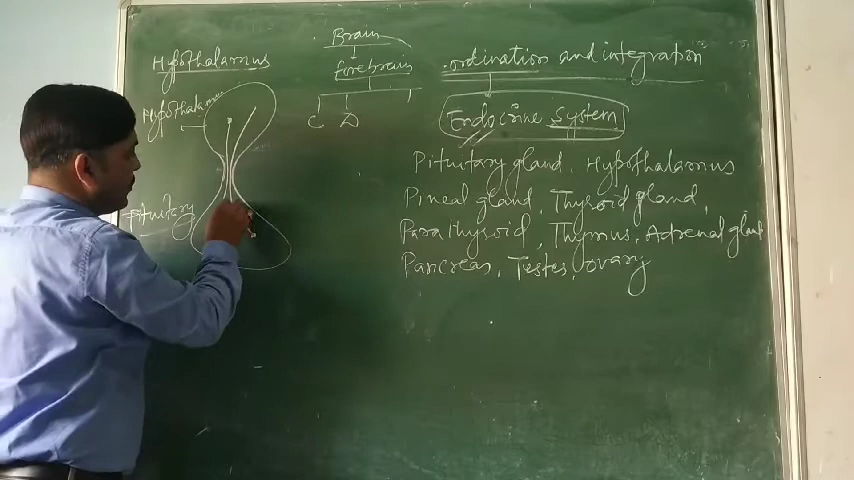 Brain
Hypothalamus
forebrain
C D
.ordination and integration
Endocrine System
Pituitary gland, Hypothalamus
Pineal gland, Thyroid gland,
Parathyroid, Thymus, Adrenal gland
Pancreas, Testes, ovary
Hypothalamus
Pituitary